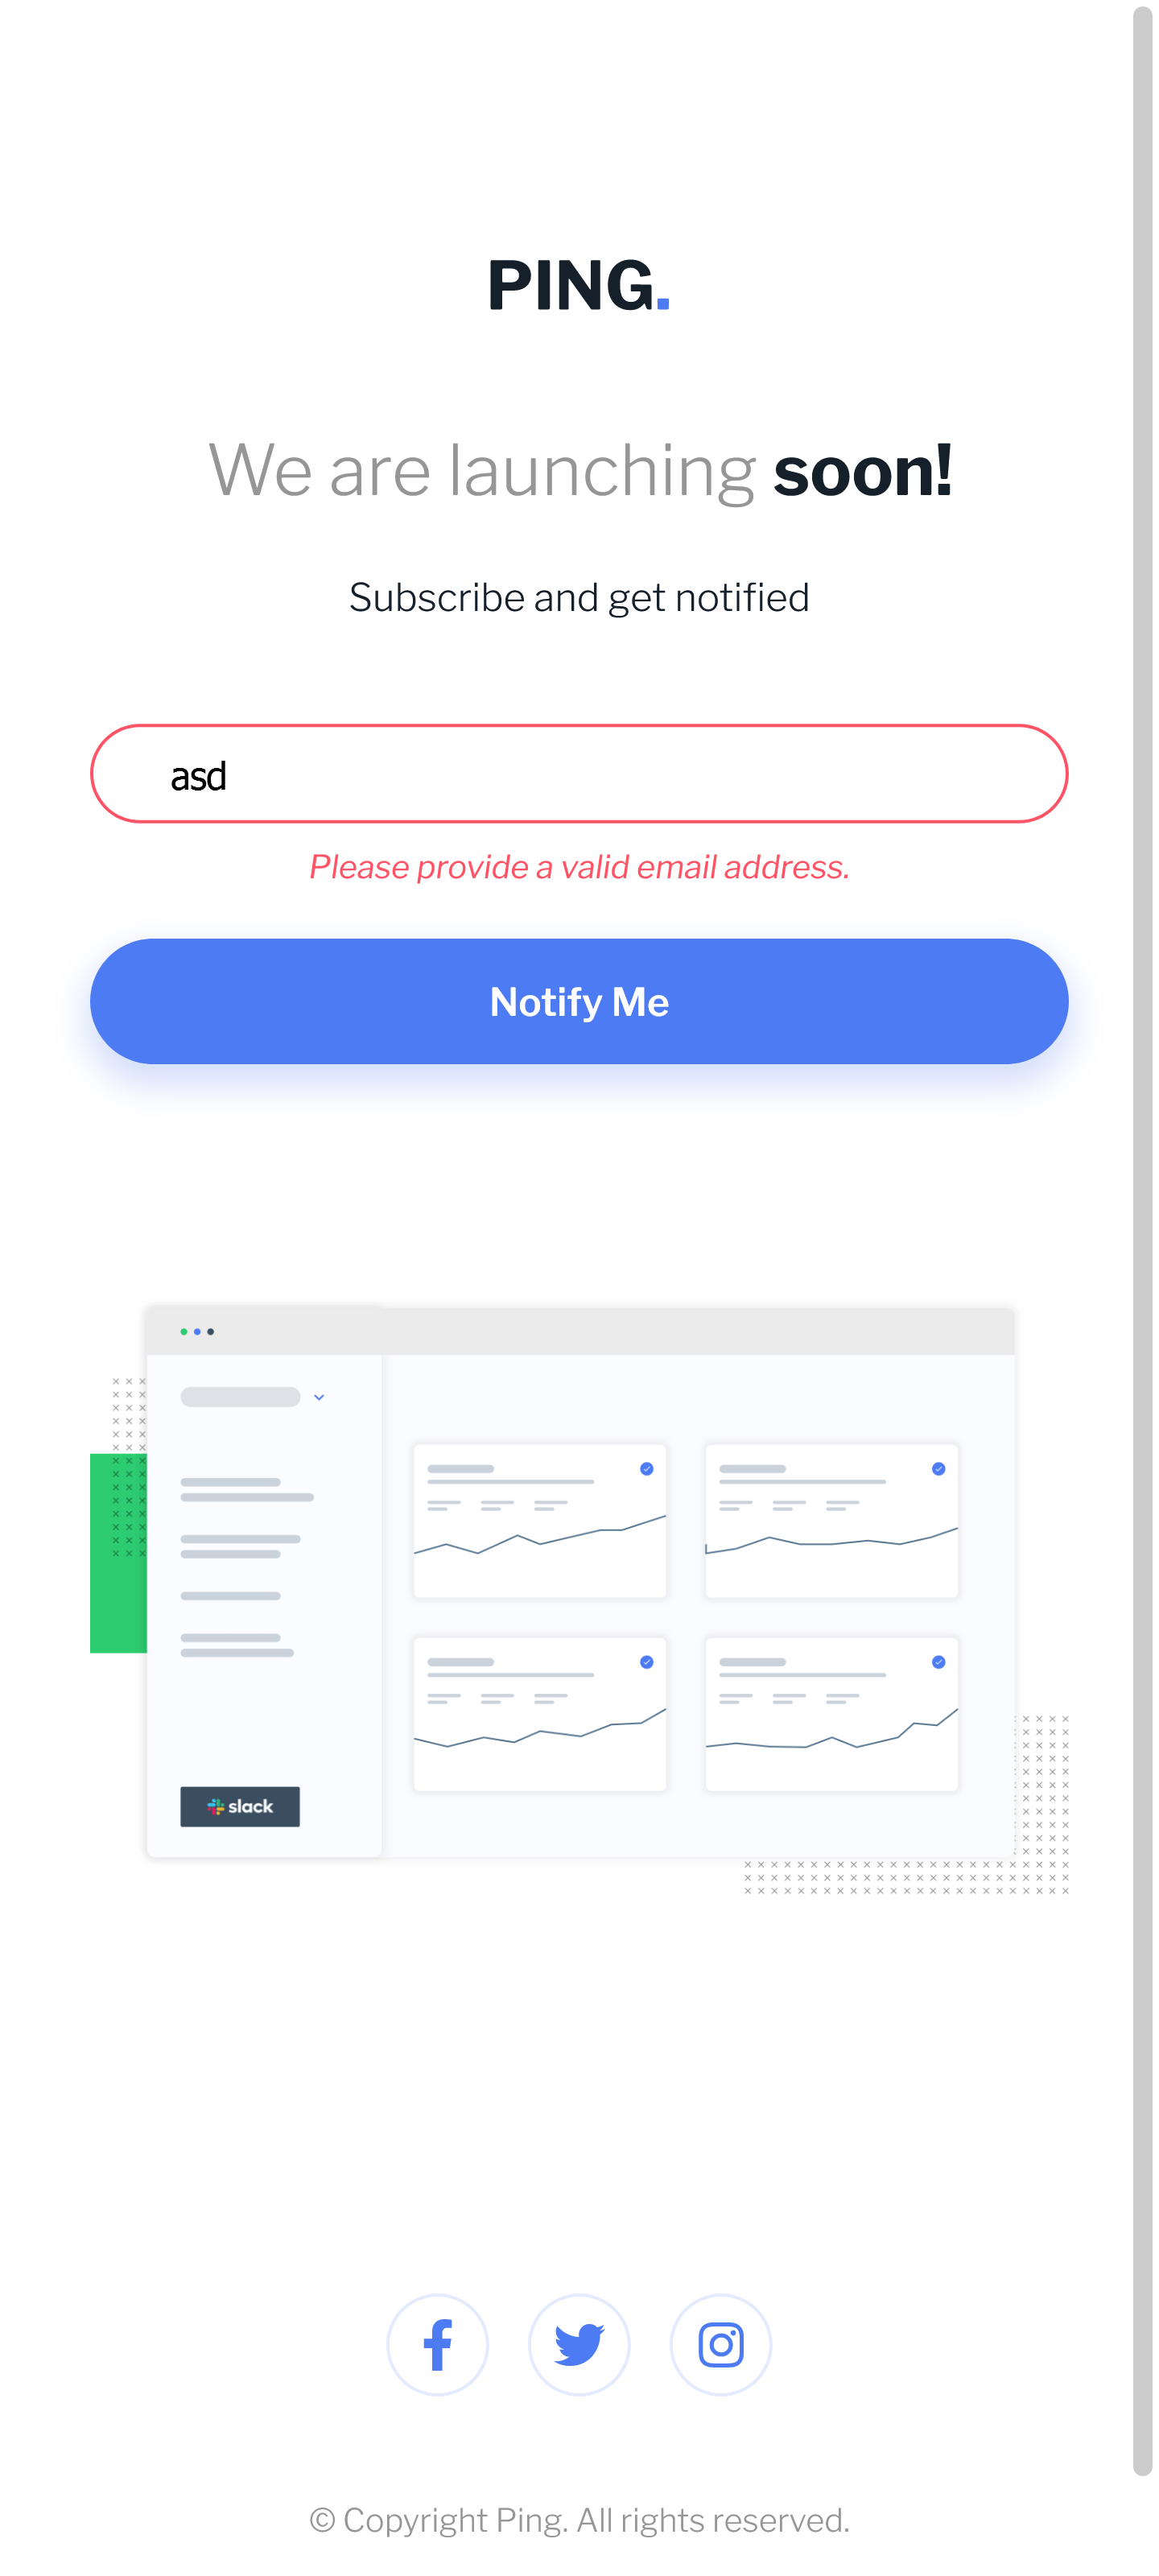 PING.
We are launching soon!
Subscribe and get notified
asd
Please provide a valid email address.
Notify Me
slack
© Copyright Ping. All rights reserved.